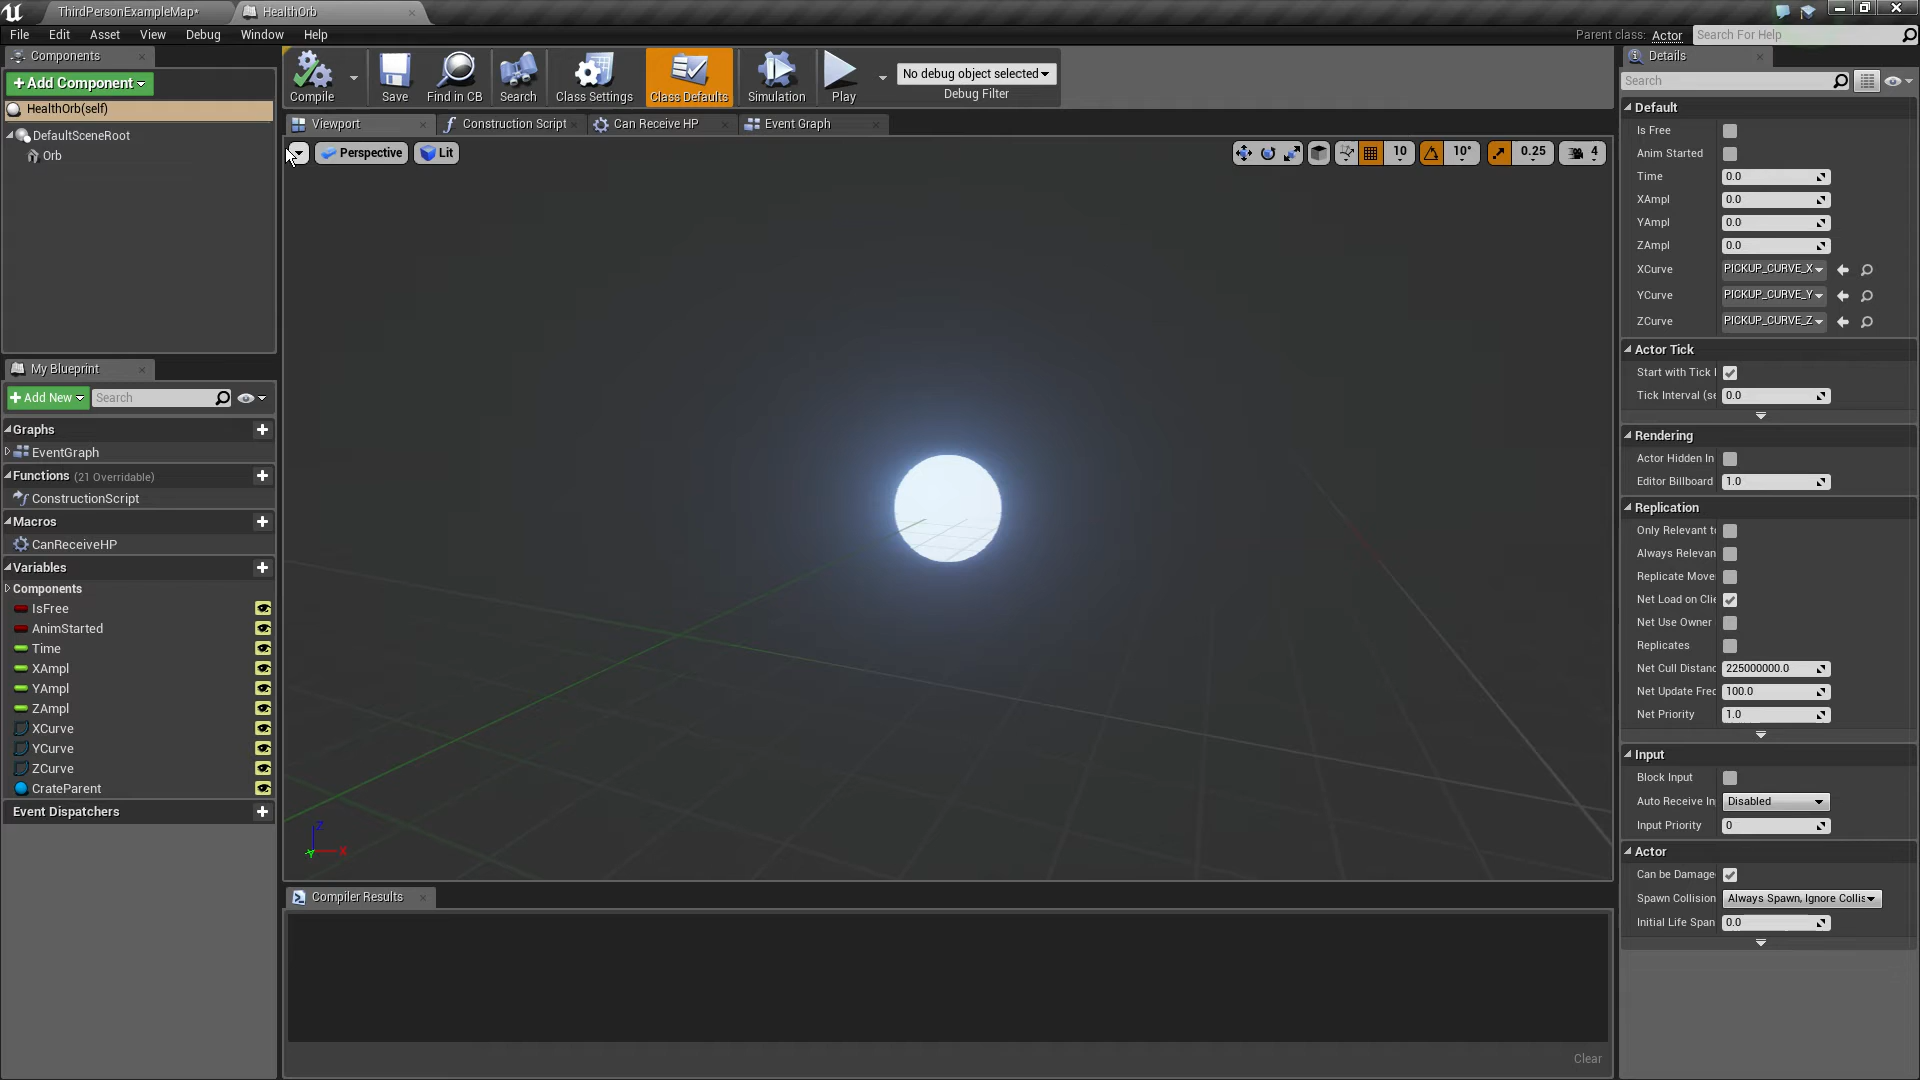 ThirdPersonExampleMap*
HealthOrb
File
Edit
Asset
View
Debug
Window
Help
Parent class:
Actor
Search For Help
Components
+ Add Component
HealthOrb(self)
DefaultSceneRoot
Orb
My Blueprint
+ Add New
Search
Graphs
EventGraph
Functions (21 Overridable)
ConstructionScript
Macros
CanReceiveHP
Variables
Components
IsFree
AnimStarted
Time
XAmpl
YAmpl
ZAmpl
XCurve
YCurve
ZCurve
CrateParent
Event Dispatchers
Compile
Save
Find in CB
Search
Class Settings
Class Defaults
Simulation
Play
No debug object selected
Debug Filter
Viewport
Construction Script
Can Receive HP
Event Graph
Perspective
Lit
10
10°
0.25
4
Z
X
Y
Compiler Results
Clear
Details
Search
Default
Is Free
Anim Started
Time 0.0
XAmpl 0.0
YAmpl 0.0
ZAmpl 0.0
XCurve PICKUP_CURVE_X
YCurve PICKUP_CURVE_Y
ZCurve PICKUP_CURVE_Z
Actor Tick
Start with Tick
Tick Interval (se 0.0
Rendering
Actor Hidden In
Editor Billboard 1.0
Replication
Only Relevant to
Always Relevan
Replicate Move
Net Load on Clie
Net Use Owner
Replicates
Net Cull Distanc 225000000.0
Net Update Frec 100.0
Net Priority 1.0
Input
Block Input
Auto Receive In Disabled
Input Priority 0
Actor
Can be Damage
Spawn Collision Always Spawn, Ignore Collis
Initial Life Span 0.0